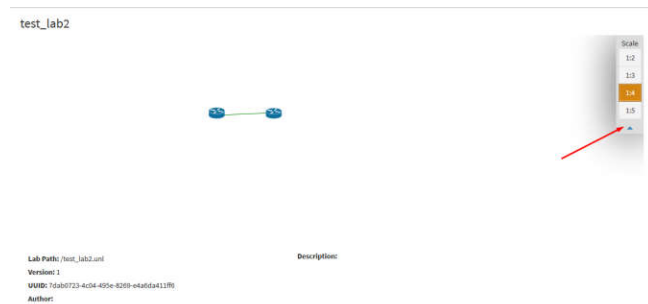 test_lab2
Scale
1:2
1:3
1:4
1:5
Lab Path: /test_lab2.unl
Description:
Version: 1
UUID: 7dab0723-4c04-495e-8269-e4a6da411ff6
Author: